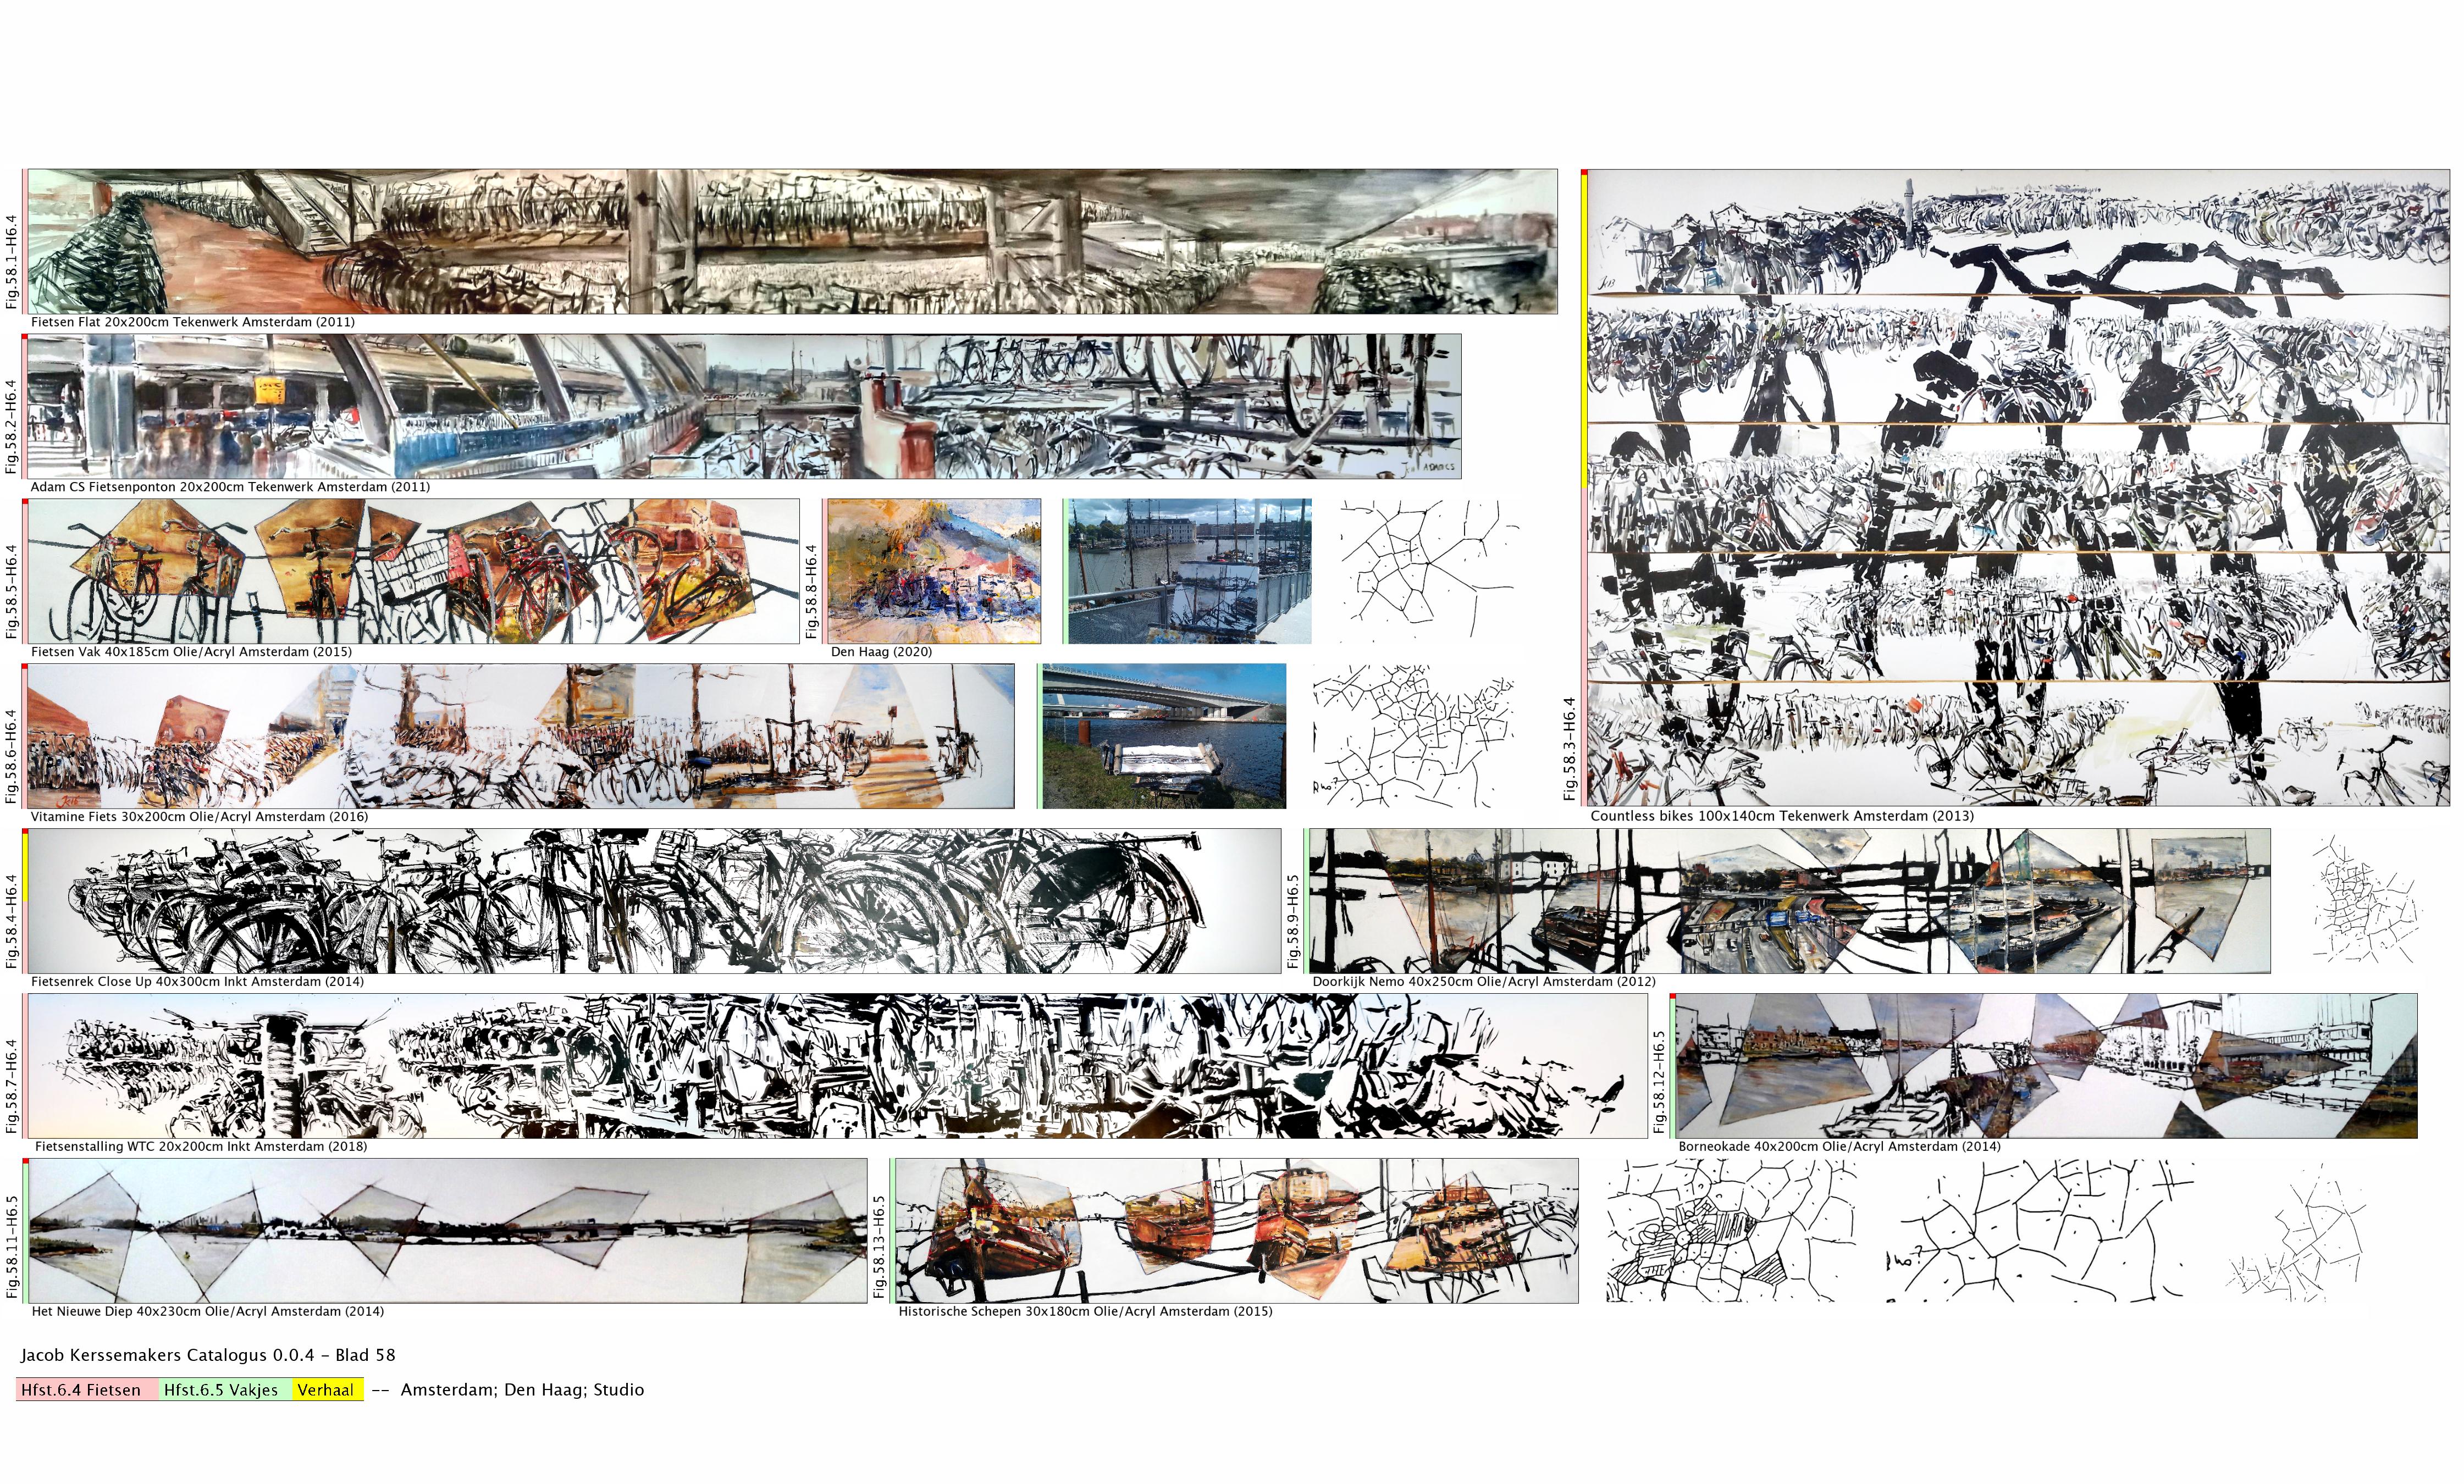 Fig.58.1-H6.4
Fietsen Flat 20x200cm Tekenwerk Amsterdam (2011)
Fig.58.2-H6.4
J ADAM CS
Adam CS Fietsenponton 20x200cm Tekenwerk Amsterdam (2011)
Fig.58.3-H6.4
Countless bikes 100x140cm Tekenwerk Amsterdam (2013)
Fig.58.5-H6.4
Fietsen Vak 40x185cm Olie/Acryl Amsterdam (2015)
Fig.58.8-H6.4
Den Haag (2020)
Fig.58.6-H6.4
Vitamine Fiets 30x200cm Olie/Acryl Amsterdam (2016)
Fig.58.4-H6.4
Fietsenrek Close Up 40x300cm Inkt Amsterdam (2014)
Fig.58.9-H6.5
Doorkijk Nemo 40x250cm Olie/Acryl Amsterdam (2012)
Fig.58.7-H6.4
Fietsenstalling WTC 20x200cm Inkt Amsterdam (2018)
Fig.58.12-H6.5
Borneokade 40x200cm Olie/Acryl Amsterdam (2014)
Fig.58.11-H6.5
Het Nieuwe Diep 40x230cm Olie/Acryl Amsterdam (2014)
Fig.58.13-H6.5
Historische Schepen 30x180cm Olie/Acryl Amsterdam (2015)
Jacob Kerssemakers Catalogus 0.0.4 - Blad 58
Hfst.6.4 Fietsen Hfst.6.5 Vakjes Verhaal -- Amsterdam; Den Haag; Studio